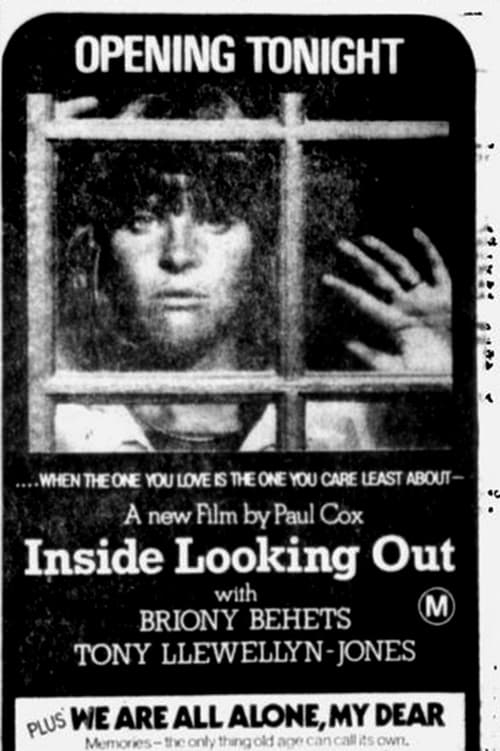 OPENING TONIGHT
....WHEN THE ONE YOU LOVE IS THE ONE YOU CARE LEAST ABOUT—
A new Film by Paul Cox
Inside Looking Out
with
BRIONY BEHETS
M
TONY LLEWELLYN-JONES
PLUS WE ARE ALL ALONE, MY DEAR
Memories — the only thing old age can call its own.